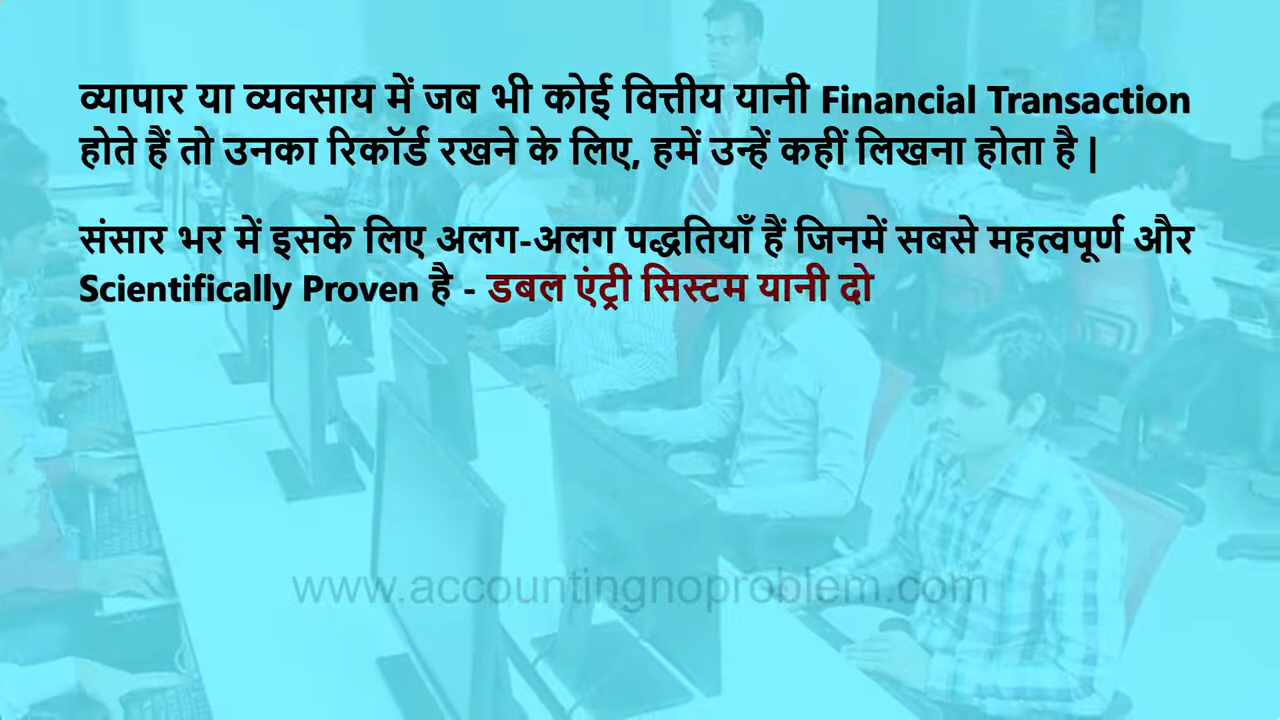 व्यापार या व्यवसाय में जब भी कोई वित्तीय यानी Financial Transaction
होते हैं तो उनका रिकॉर्ड रखने के लिए, हमें उन्हें कहीं लिखना होता है |
संसार भर में इसके लिए अलग-अलग पद्धतियाँ हैं जिनमें सबसे महत्वपूर्ण और
Scientifically Proven है - डबल एंट्री सिस्टम यानी दो
www.accountingnoproblem.com